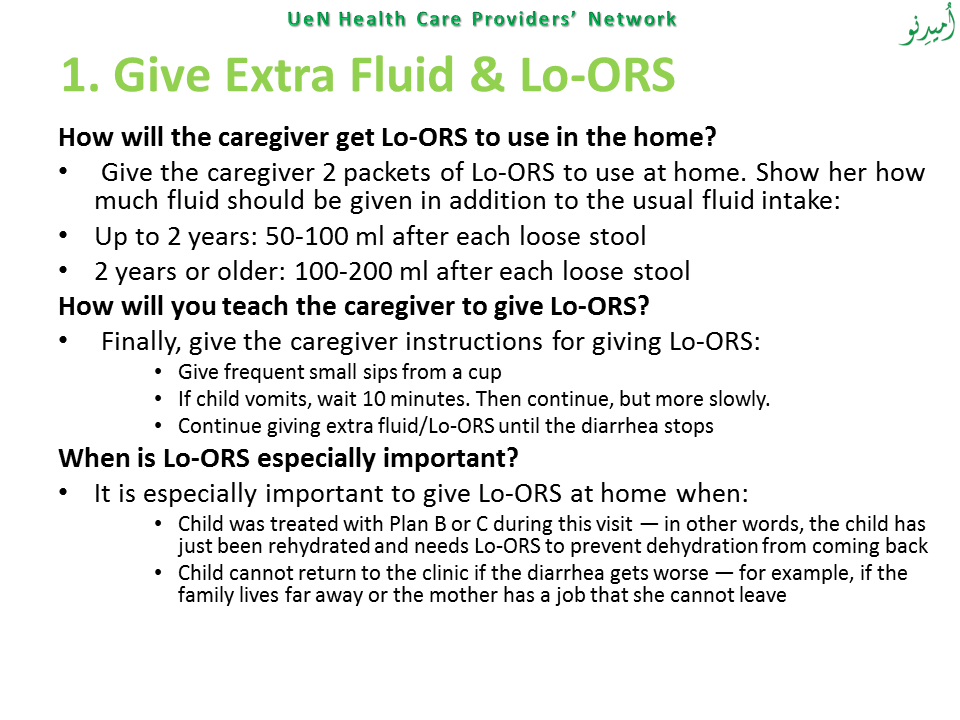 UeN Health Care Providers' Network
اُمیدِنو
1. Give Extra Fluid & Lo-ORS
How will the caregiver get Lo-ORS to use in the home?
• Give the caregiver 2 packets of Lo-ORS to use at home. Show her how
much fluid should be given in addition to the usual fluid intake:
• Up to 2 years: 50-100 ml after each loose stool
• 2 years or older: 100-200 ml after each loose stool
How will you teach the caregiver to give Lo-ORS?
• Finally, give the caregiver instructions for giving Lo-ORS:
• Give frequent small sips from a cup
• If child vomits, wait 10 minutes. Then continue, but more slowly.
• Continue giving extra fluid/Lo-ORS until the diarrhea stops
When is Lo-ORS especially important?
• It is especially important to give Lo-ORS at home when:
• Child was treated with Plan B or C during this visit — in other words, the child has
just been rehydrated and needs Lo-ORS to prevent dehydration from coming back
• Child cannot return to the clinic if the diarrhea gets worse — for example, if the
family lives far away or the mother has a job that she cannot leave